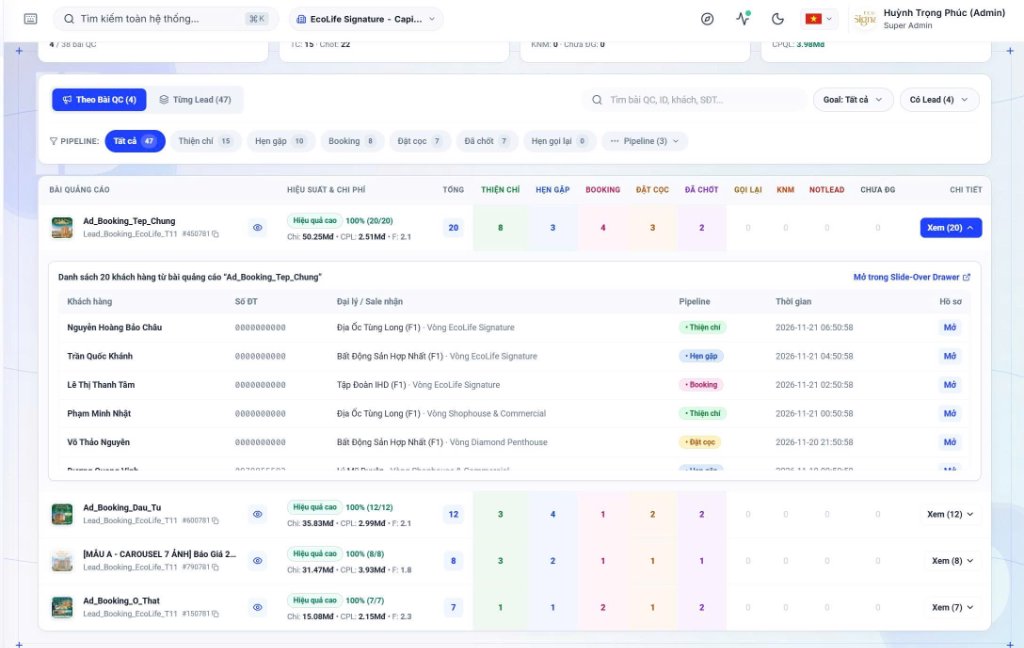 Tìm kiếm toàn hệ thống... ⌘K EcoLife Signature - Capi... Huỳnh Trọng Phúc (Admin)
Super Admin
4 / 38 bài QC TC: 15 · Chốt: 22 KNM: 0 · Chưa ĐG: 0 CPQL: 3.98Mđ
Theo Bài QC (4) Từng Lead (47) Tìm bài QC, ID, khách, SĐT... Goal: Tất cả Có Lead (4)
PIPELINE: Tất cả 47 Thiện chí 15 Hẹn gặp 10 Booking 8 Đặt cọc 7 Đã chốt 7 Hẹn gọi lại 0 ··· Pipeline (3)
BÀI QUẢNG CÁO HIỆU SUẤT & CHI PHÍ TỔNG THIỆN CHÍ HẸN GẶP BOOKING ĐẶT CỌC ĐÃ CHỐT GỌI LẠI KNM NOTLEAD CHƯA ĐG CHI TIẾT
Ad_Booking_Tep_Chung Hiệu quả cao 100% (20/20)
Lead_Booking_EcoLife_T11 #450781 Chi: 50.25Mđ • CPL: 2.51Mđ • F: 2.1 20 8 3 4 3 2 0 0 0 0 Xem (20)
Danh sách 20 khách hàng từ bài quảng cáo "Ad_Booking_Tep_Chung" Mở trong Slide-Over Drawer
Khách hàng Số ĐT Đại lý / Sale nhận Pipeline Thời gian Hồ sơ
Nguyễn Hoàng Bảo Châu 0000000000 Địa Ốc Tùng Long (F1) · Vòng EcoLife Signature • Thiện chí 2026-11-21 06:50:58 Mở
Trần Quốc Khánh 0000000000 Bất Động Sản Hợp Nhất (F1) · Vòng EcoLife Signature • Hẹn gặp 2026-11-21 04:50:58 Mở
Lê Thị Thanh Tâm 0000000000 Tập Đoàn IHD (F1) · Vòng EcoLife Signature • Booking 2026-11-21 02:50:58 Mở
Phạm Minh Nhật 0000000000 Địa Ốc Tùng Long (F1) · Vòng Shophouse & Commercial • Thiện chí 2026-11-21 00:50:58 Mở
Võ Thảo Nguyên 0000000000 Bất Động Sản Hợp Nhất (F1) · Vòng Diamond Penthouse • Đặt cọc 2026-11-20 21:50:58 Mở
Ad_Booking_Dau_Tu Hiệu quả cao 100% (12/12)
Lead_Booking_EcoLife_T11 #600781 Chi: 35.83Mđ • CPL: 2.99Mđ • F: 2.1 12 3 4 1 2 2 0 0 0 0 Xem (12)
[MẪU A - CAROUSEL 7 ẢNH] Báo Giá 2... Hiệu quả cao 100% (8/8)
Lead_Booking_EcoLife_T11 #790781 Chi: 31.47Mđ • CPL: 3.93Mđ • F: 1.8 8 3 2 1 1 1 0 0 0 0 Xem (8)
Ad_Booking_O_That Hiệu quả cao 100% (7/7)
Lead_Booking_EcoLife_T11 #150781 Chi: 15.08Mđ • CPL: 2.15Mđ • F: 2.3 7 1 1 2 1 2 0 0 0 0 Xem (7)